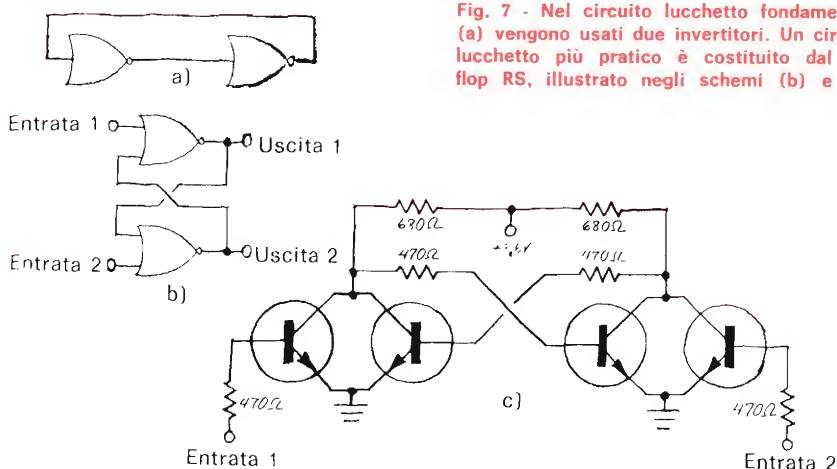 Fig. 7 - Nel circuito lucchetto fondame
(a) vengono usati due invertitori. Un cir
lucchetto più pratico è costituito dal
flop RS, illustrato negli schemi (b) e
a)
Entrata 1
Uscita 1
Entrata 2
Uscita 2
b)
680Ω
680Ω
470Ω
470Ω
c)
470Ω
470Ω
Entrata 1
Entrata 2